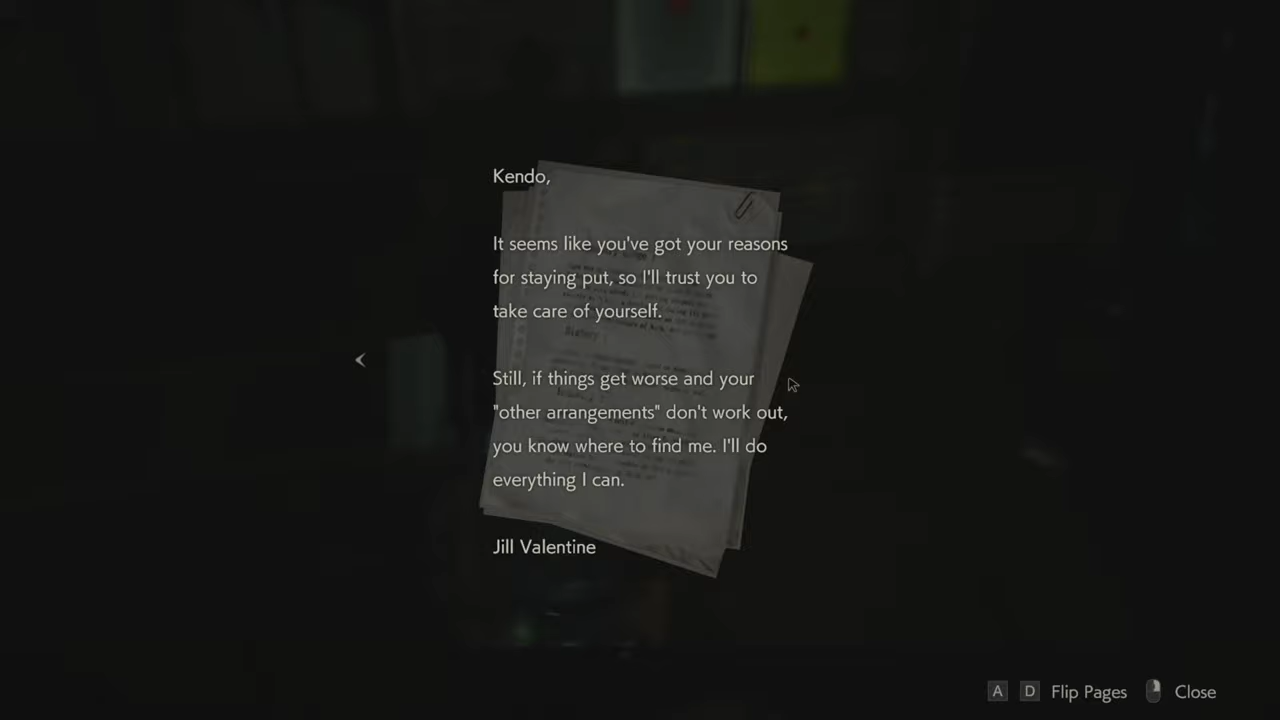 Kendo,
It seems like you've got your reasons
for staying put, so I'll trust you to
take care of yourself.
Still, if things get worse and your
"other arrangements" don't work out,
you know where to find me. I'll do
everything I can.
Jill Valentine
A D Flip Pages Close